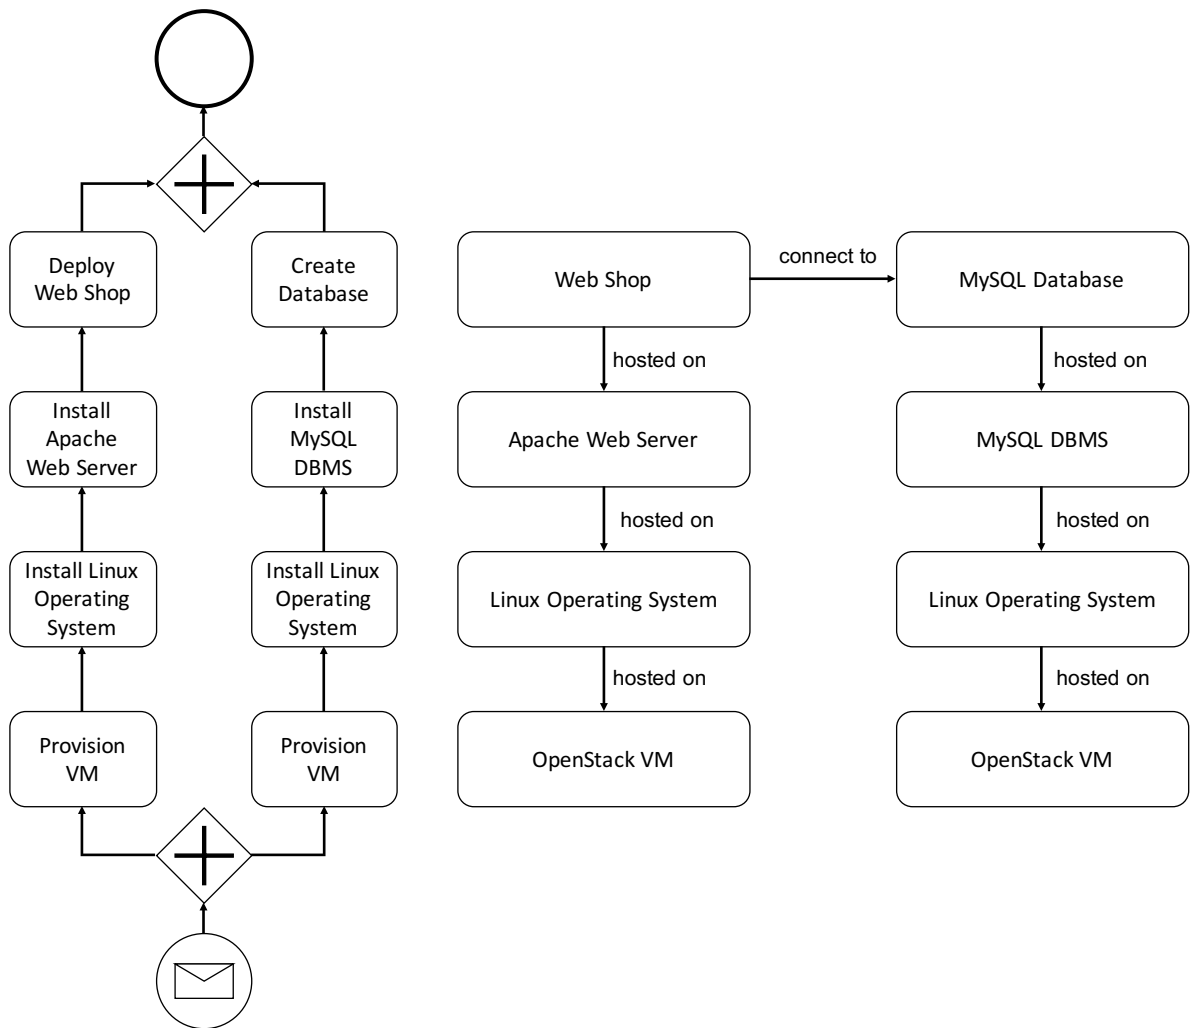 Deploy
Web Shop
Create
Database
Web Shop
connect to
MySQL Database
hosted on
hosted on
Install
Apache
Web Server
Install
MySQL
DBMS
Apache Web Server
MySQL DBMS
hosted on
hosted on
Install Linux
Operating
System
Install Linux
Operating
System
Linux Operating System
Linux Operating System
hosted on
hosted on
Provision
VM
Provision
VM
OpenStack VM
OpenStack VM